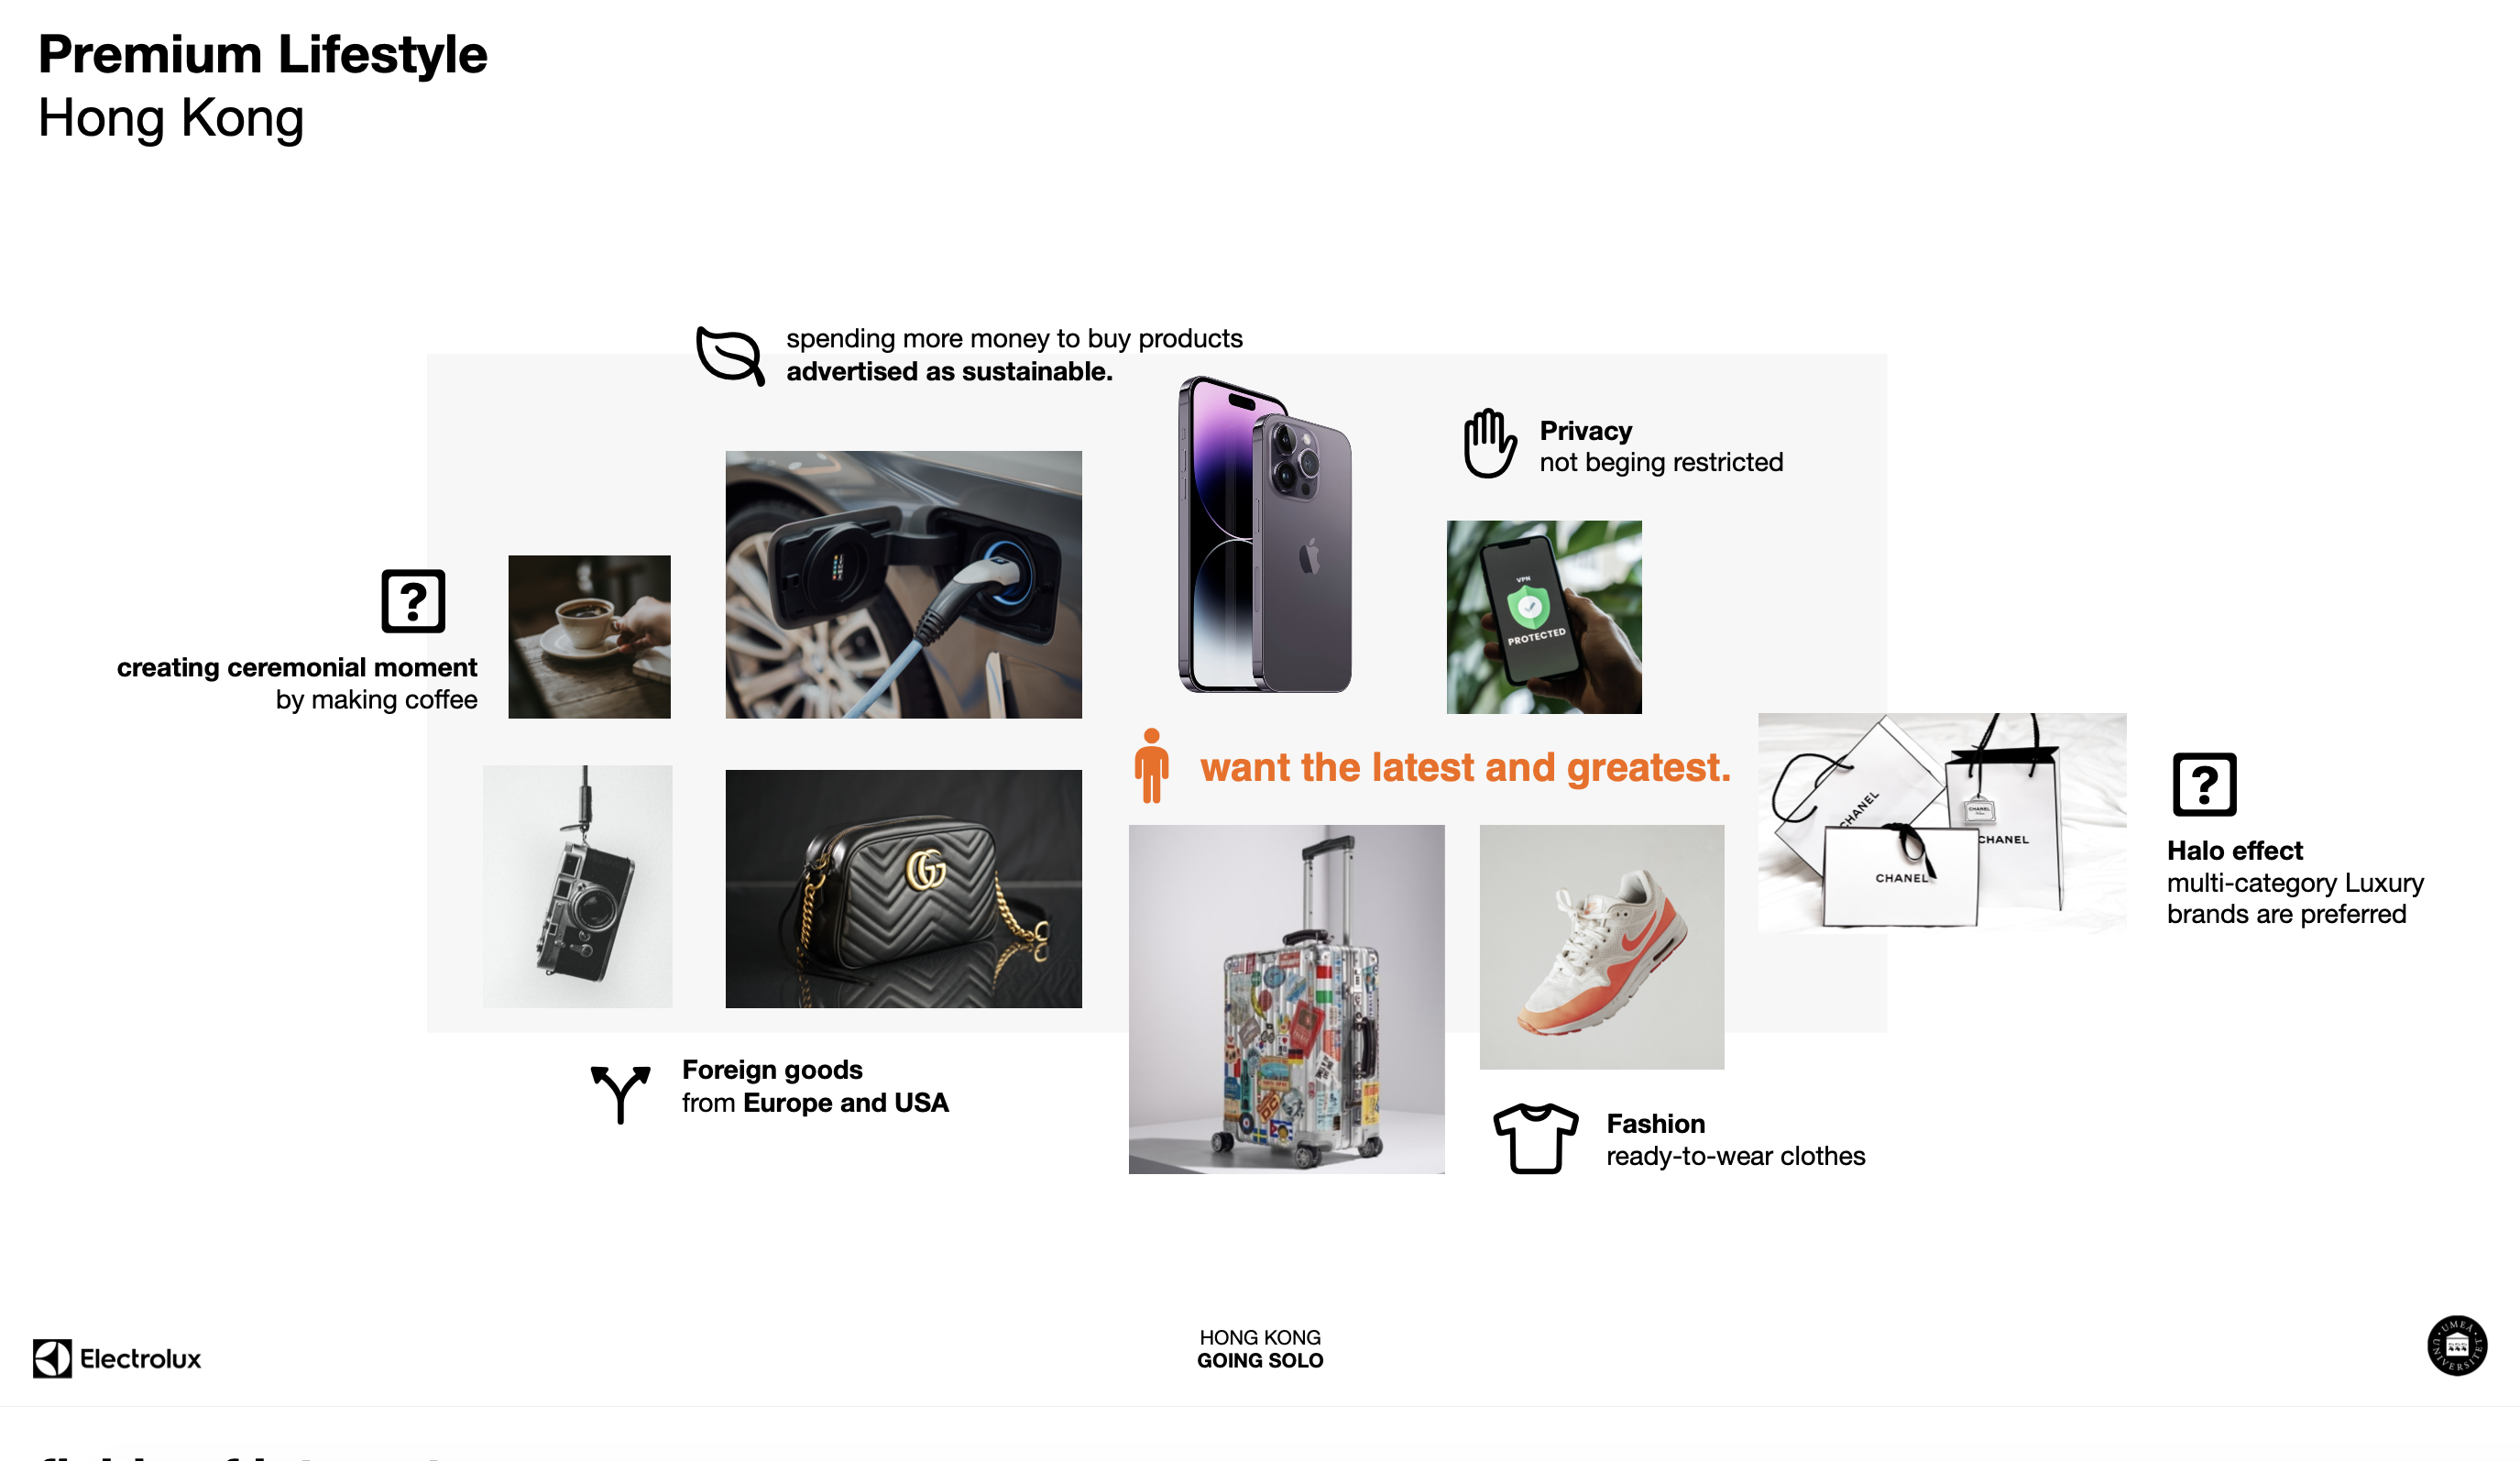 Premium Lifestyle
Hong Kong
spending more money to buy products
advertised as sustainable.
Privacy
not beging restricted
VPN
PROTECTED
?
creating ceremonial moment
by making coffee
want the latest and greatest.
CHANEL
CHANEL
CHANEL
CHANEL
?
Halo effect
multi-category Luxury
brands are preferred
Foreign goods
from Europe and USA
Fashion
ready-to-wear clothes
Electrolux
HONG KONG
GOING SOLO
UMEÅ UNIVERSITET